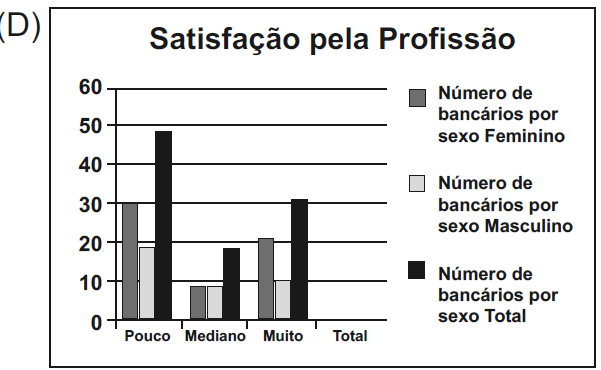 (D)
Satisfação pela Profissão
60
50
40
30
20
10
0
Pouco Mediano Muito Total
Número de
bancários por
sexo Feminino
Número de
bancários por
sexo Masculino
Número de
bancários por
sexo Total